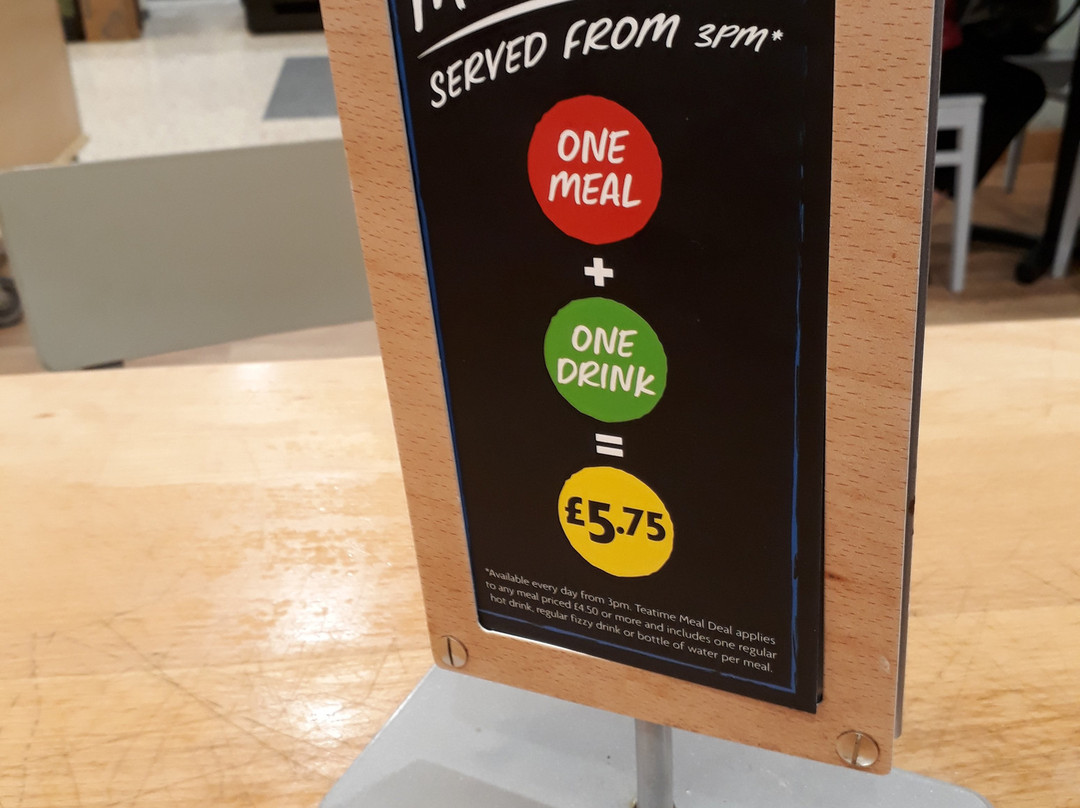 SERVED FROM 3PM*
ONE
MEAL
+
ONE
DRINK
=
£5.75
*Available every day from 3pm. Teatime Meal Deal applies
to any meal priced £4.50 or more and includes one regular
hot drink, regular fizzy drink or bottle of water per meal.